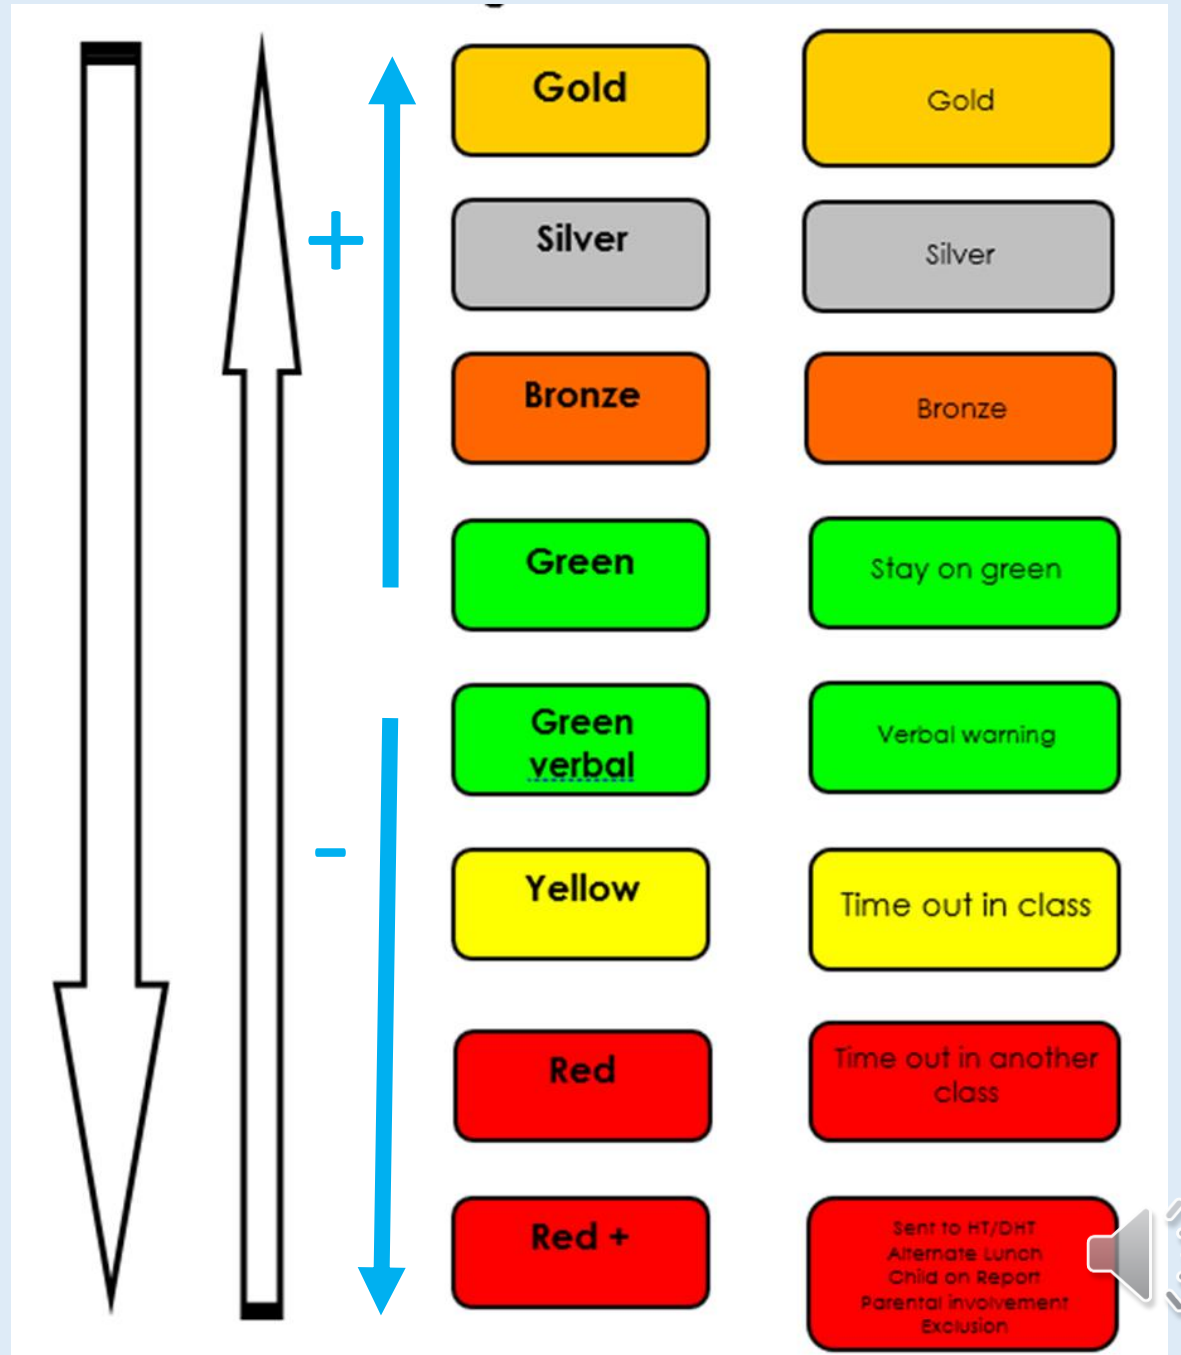 Gold
Gold
+
Silver
Silver
Bronze
Bronze
Green
Stay on green
Green
verbal
Verbal warning
-
Yellow
Time out in class
Red
Time out in another
class
Red +
Sent to HT/DHT
Alternate Lunch
Child on Report
Parental involvement
Exclusion